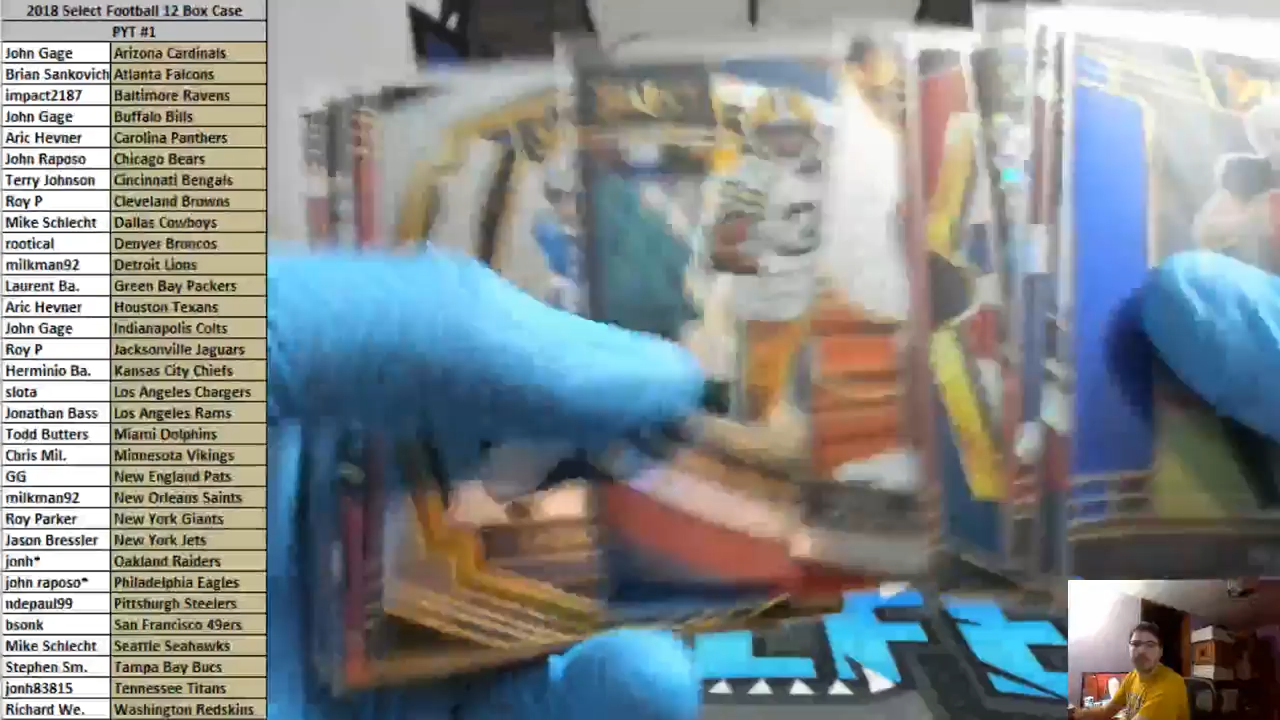 2018 Select Football 12 Box Case
PYT #1
John Gage Arizona Cardinals
Brian Sankovich Atlanta Falcons
impact2187 Baltimore Ravens
John Gage Buffalo Bills
Aric Hevner Carolina Panthers
John Raposo Chicago Bears
Terry Johnson Cincinnati Bengals
Roy P Cleveland Browns
Mike Schlecht Dallas Cowboys
rootical Denver Broncos
milkman92 Detroit Lions
Laurent Ba. Green Bay Packers
Aric Hevner Houston Texans
John Gage Indianapolis Colts
Roy P Jacksonville Jaguars
Herminio Ba. Kansas City Chiefs
slota Los Angeles Chargers
Jonathan Bass Los Angeles Rams
Todd Butters Miami Dolphins
Chris Mil. Minnesota Vikings
GG New England Pats
milkman92 New Orleans Saints
Roy Parker New York Giants
Jason Bressler New York Jets
jonh* Oakland Raiders
john raposo* Philadelphia Eagles
ndepaul99 Pittsburgh Steelers
bsonk San Francisco 49ers
Mike Schlecht Seattle Seahawks
Stephen Sm. Tampa Bay Bucs
jonh83815 Tennessee Titans
Richard We. Washington Redskins